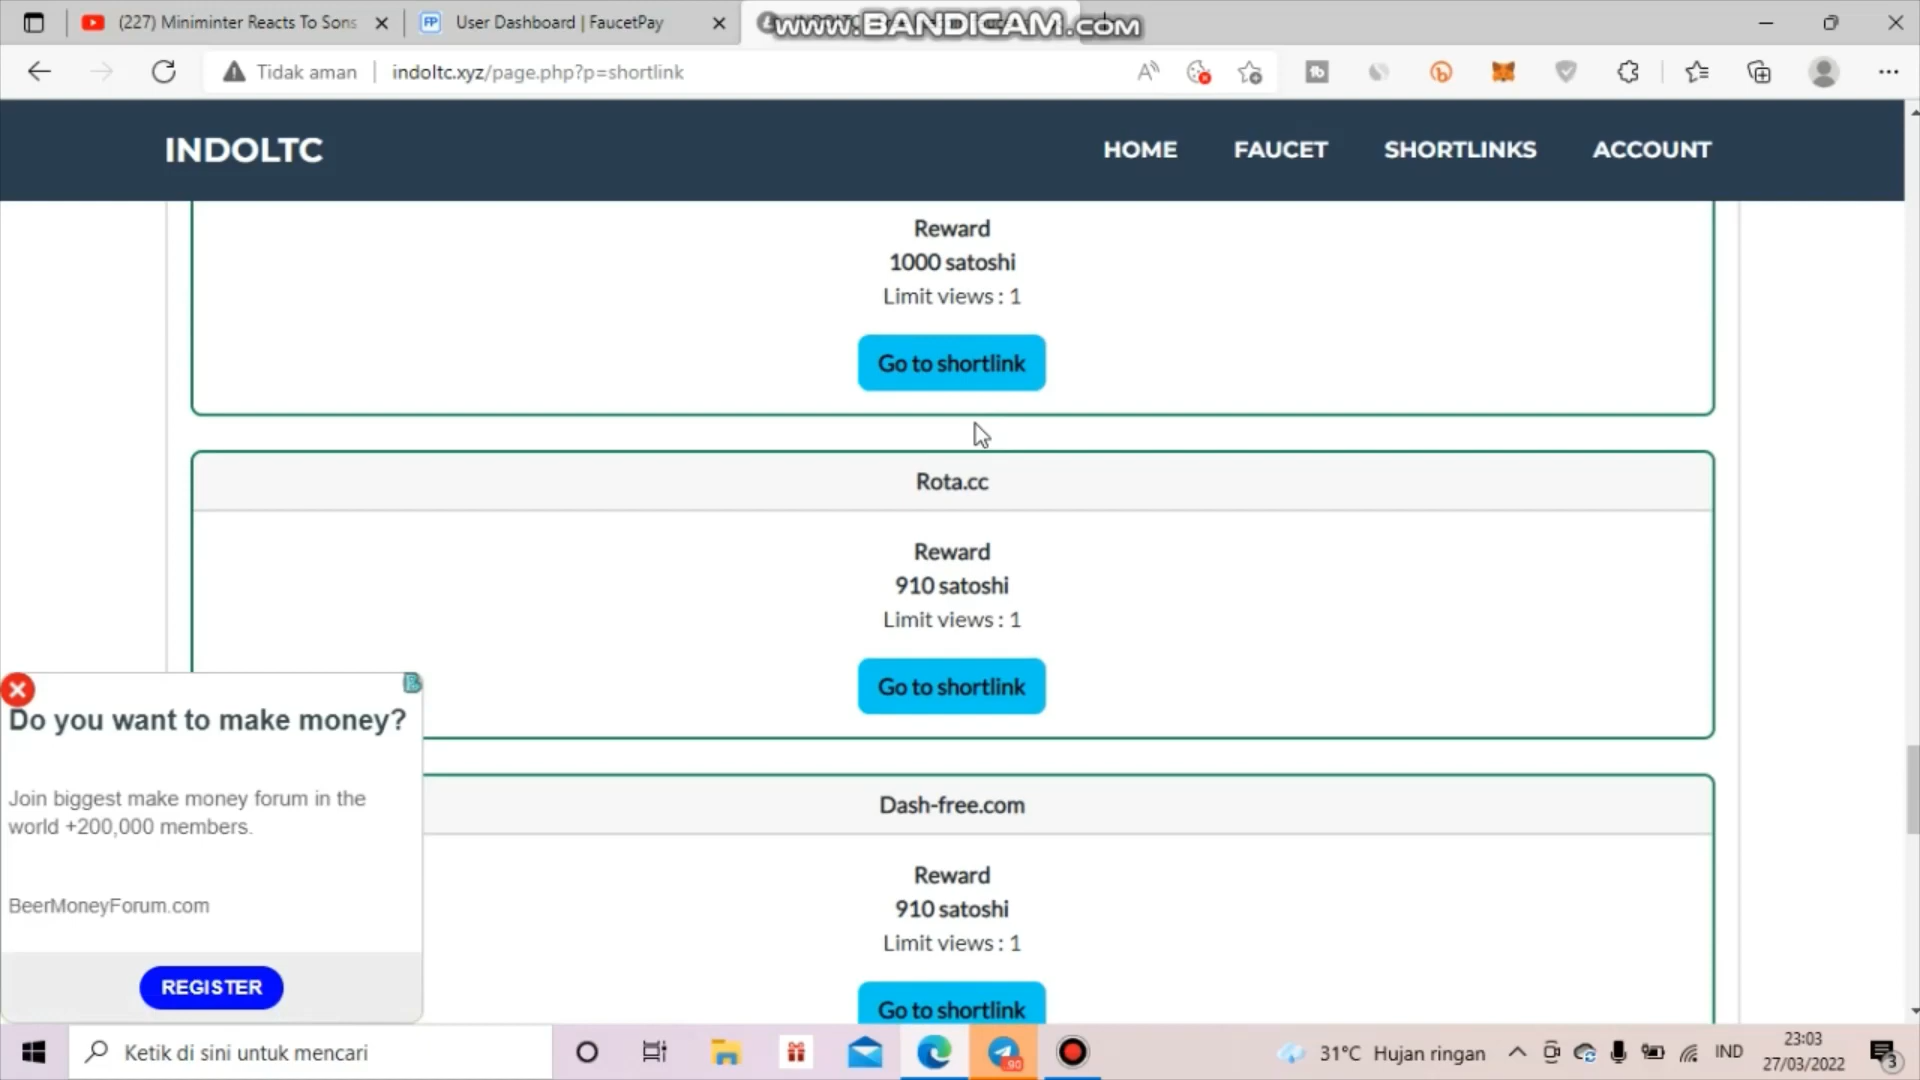 (227) Miniminter Reacts To Sons
User Dashboard | FaucetPay
www.BANDICAM.com
Tidak aman
indoltc.xyz/page.php?p=shortlink
INDOLTC
HOME
FAUCET
SHORTLINKS
ACCOUNT
Reward
1000 satoshi
Limit views : 1
Go to shortlink
Rota.cc
Reward
910 satoshi
Limit views : 1
Go to shortlink
Dash-free.com
Reward
910 satoshi
Limit views : 1
Go to shortlink
Do you want to make money?
Join biggest make money forum in the
world +200,000 members.
BeerMoneyForum.com
REGISTER
Ketik di sini untuk mencari
90
31°C Hujan ringan
IND
23:03
27/03/2022
3